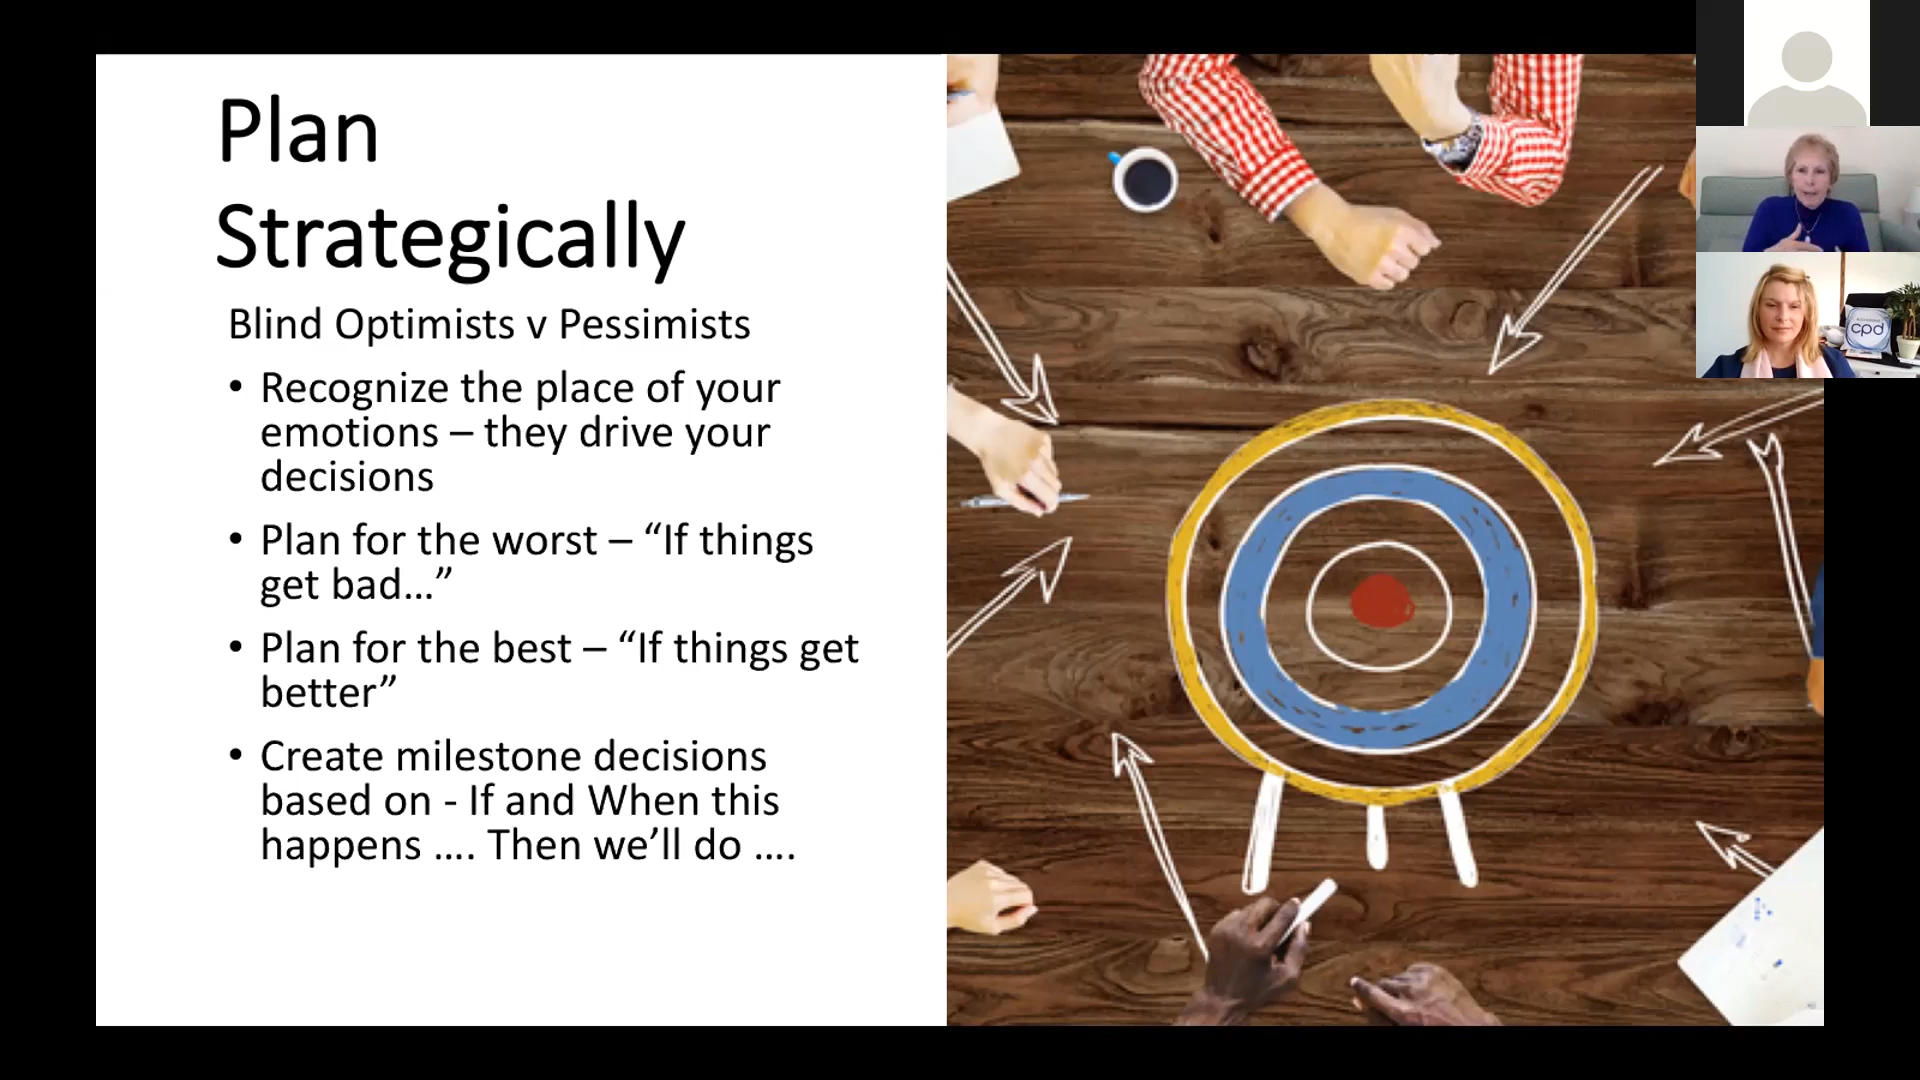 Plan
Strategically
Blind Optimists v Pessimists
• Recognize the place of your
emotions – they drive your
decisions
• Plan for the worst – “If things
get bad…”
• Plan for the best – “If things get
better”
• Create milestone decisions
based on - If and When this
happens …. Then we’ll do ….
cpd